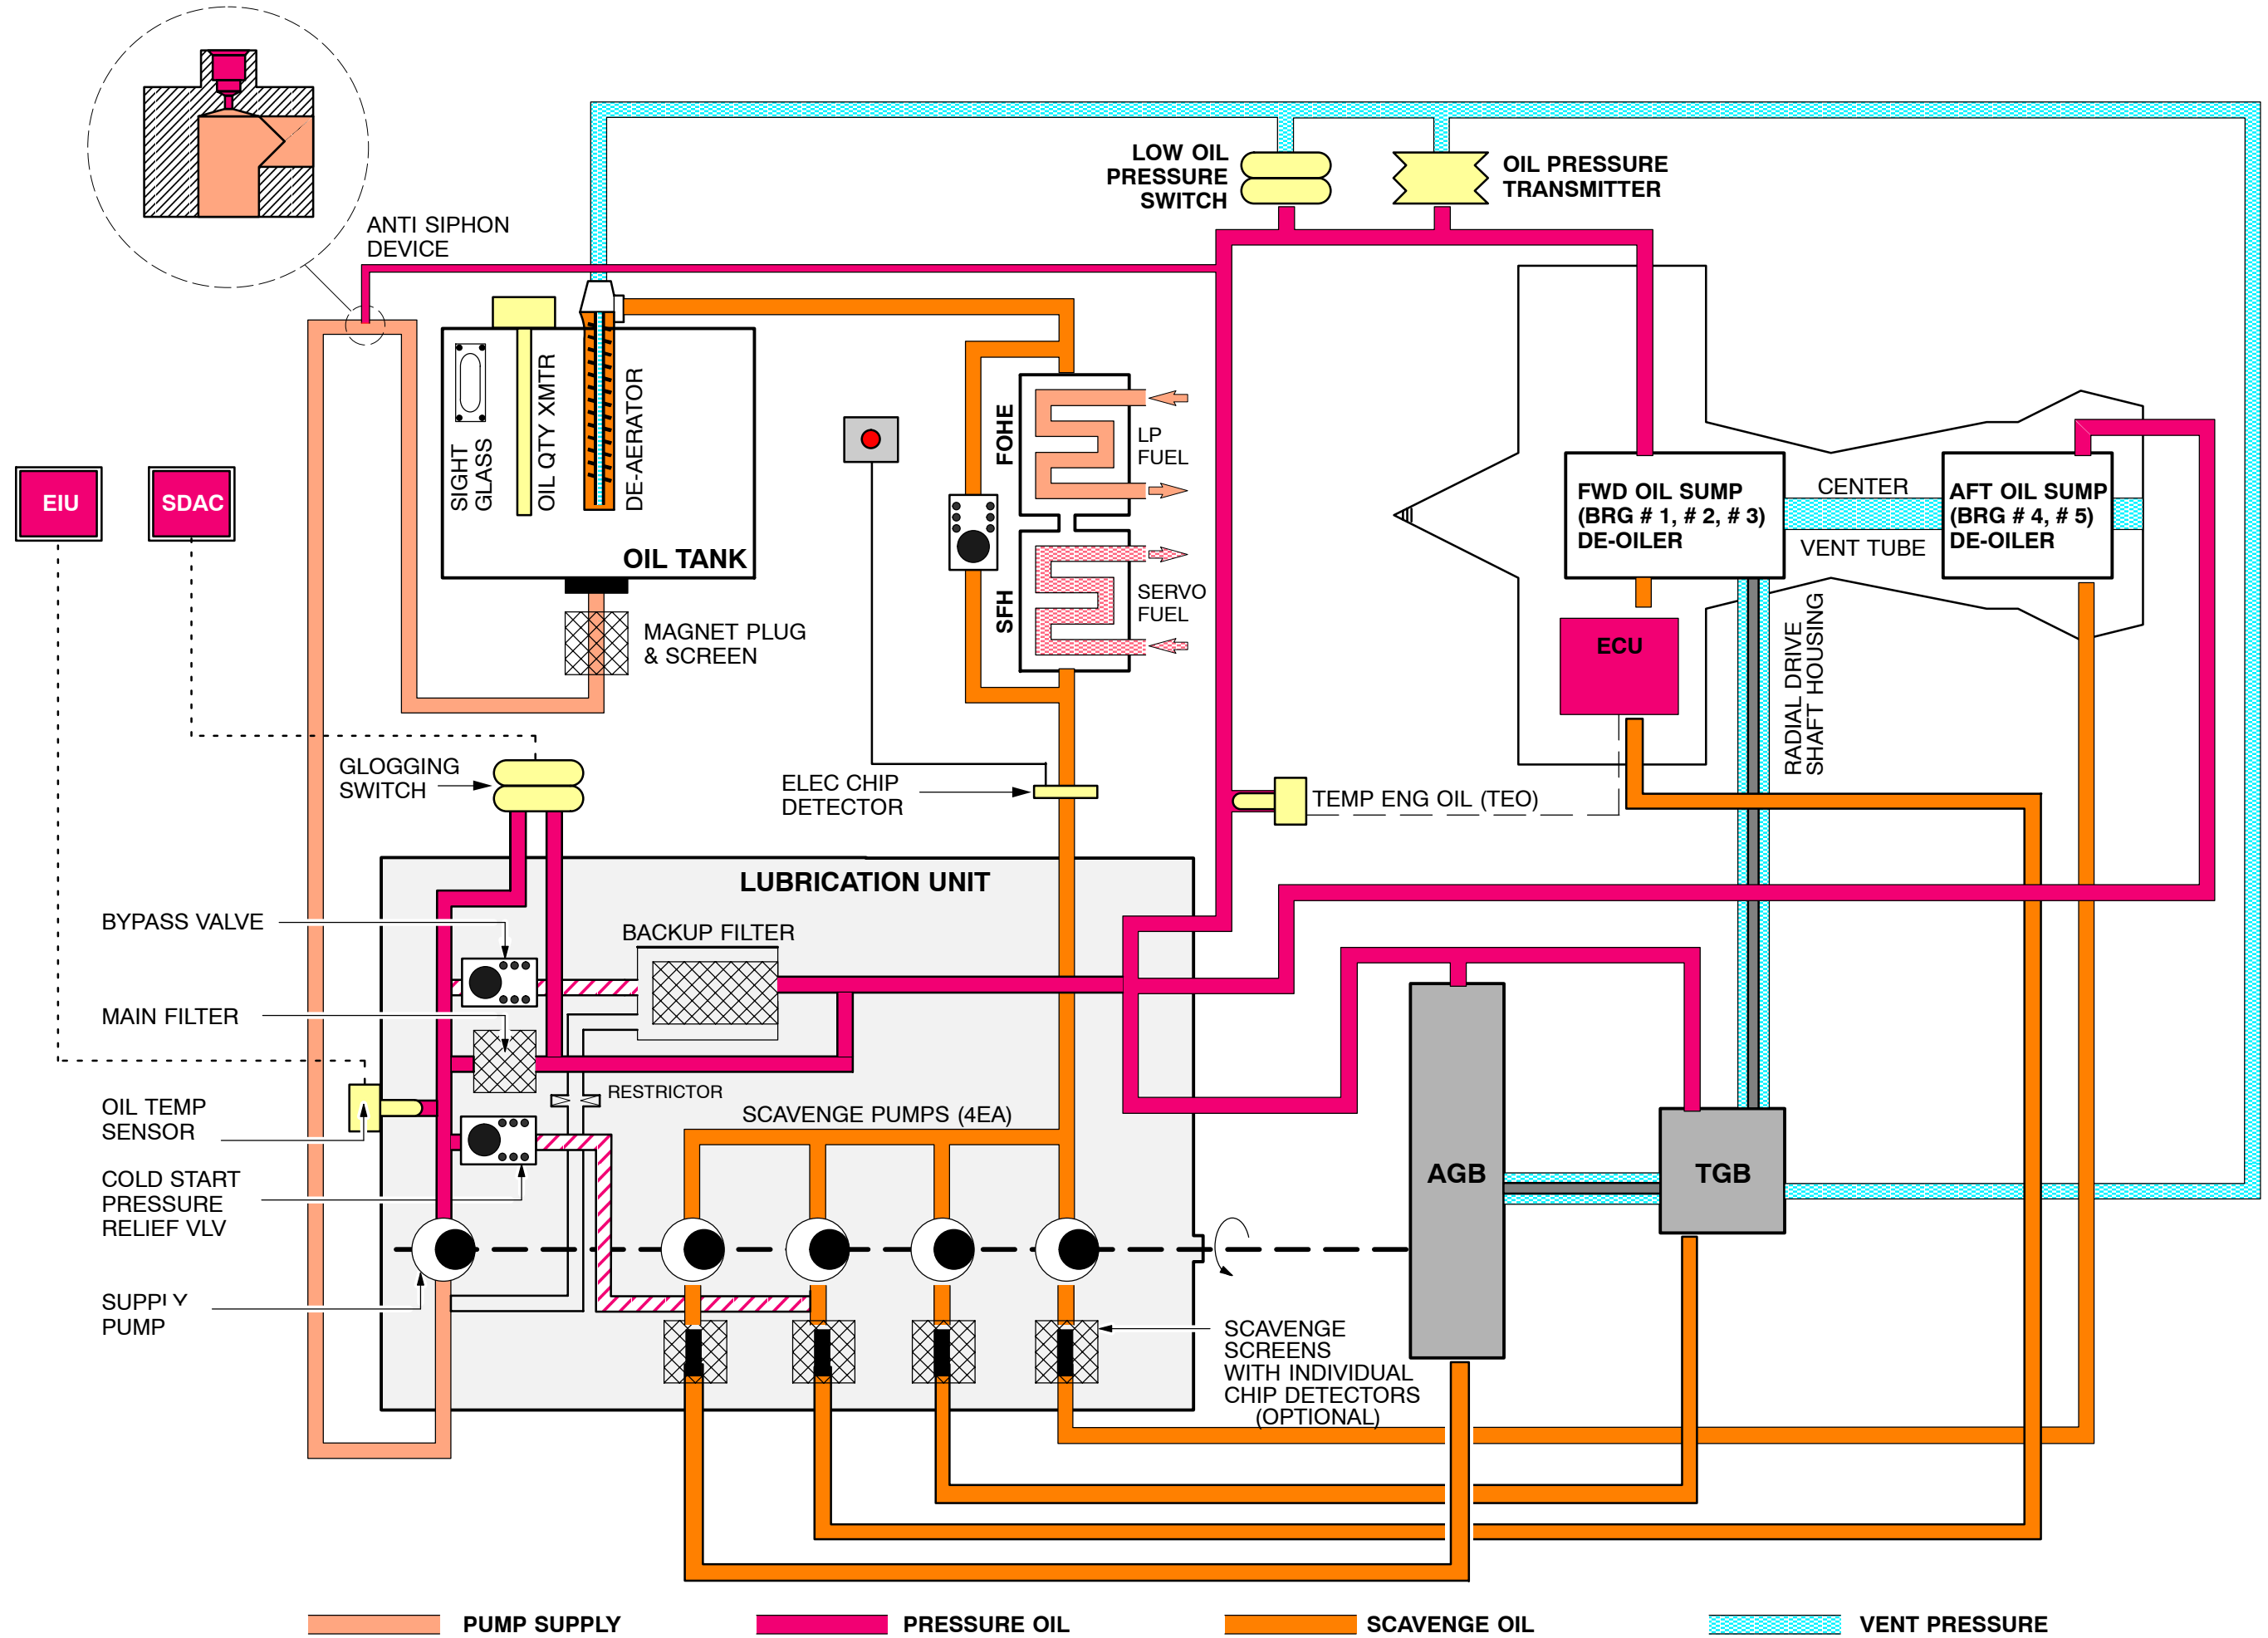 LOW OIL
PRESSURE
SWITCH
OIL PRESSURE
TRANSMITTER
ANTI SIPHON
DEVICE
SIGHT
GLASS
OIL QTY XMTR
DE-AERATOR
OIL TANK
EIU
SDAC
FOHE
LP
FUEL
SFH
SERVO
FUEL
FWD OIL SUMP
(BRG # 1, # 2, # 3)
DE-OILER
CENTER
VENT TUBE
AFT OIL SUMP
(BRG # 4, # 5)
DE-OILER
ECU
RADIAL DRIVE
SHAFT HOUSING
MAGNET PLUG
& SCREEN
GLOGGING
SWITCH
ELEC CHIP
DETECTOR
TEMP ENG OIL (TEO)
LUBRICATION UNIT
BYPASS VALVE
BACKUP FILTER
MAIN FILTER
RESTRICTOR
OIL TEMP
SENSOR
SCAVENGE PUMPS (4EA)
COLD START
PRESSURE
RELIEF VLV
AGB
TGB
SUPPLY
PUMP
SCAVENGE
SCREENS
WITH INDIVIDUAL
CHIP DETECTORS
(OPTIONAL)
PUMP SUPPLY
PRESSURE OIL
SCAVENGE OIL
VENT PRESSURE